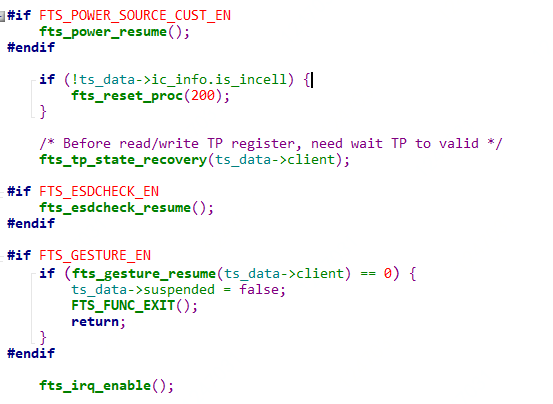 #if FTS_POWER_SOURCE_CUST_EN
fts_power_resume();
#endif
if (!ts_data->ic_info.is_incell) {
fts_reset_proc(200);
}
/* Before read/write TP register, need wait TP to valid */
fts_tp_state_recovery(ts_data->client);
#if FTS_ESDCHECK_EN
fts_esdcheck_resume();
#endif
#if FTS_GESTURE_EN
if (fts_gesture_resume(ts_data->client) == 0) {
ts_data->suspended = false;
FTS_FUNC_EXIT();
return;
}
#endif
fts_irq_enable();